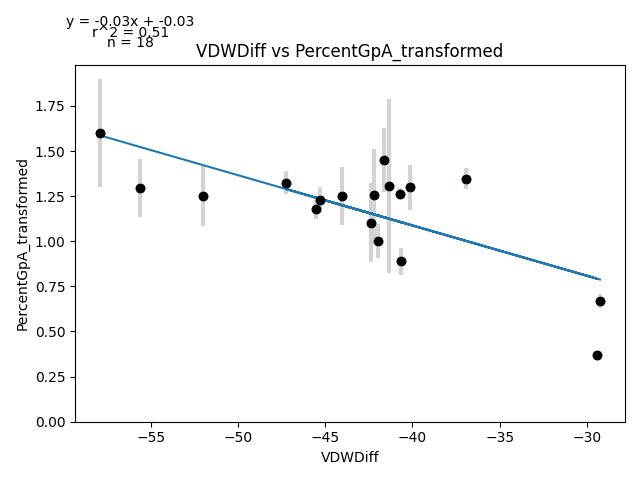 y = -0.03x + -0.03
r^2 = 0.51
n = 18
VDWDiff vs PercentGpA_transformed
PercentGpA_transformed
1.75
1.50
1.25
1.00
0.75
0.50
0.25
0.00
−55
−50
−45
−40
−35
−30
VDWDiff